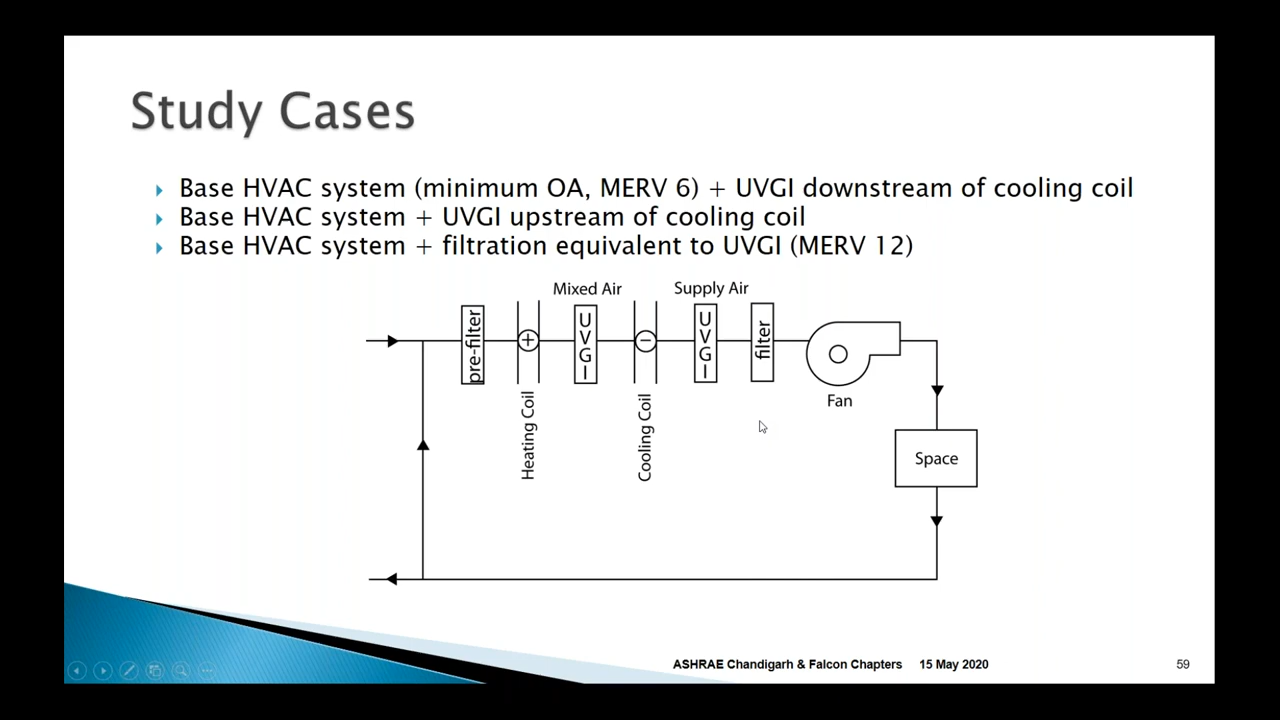 Study Cases
Base HVAC system (minimum OA, MERV 6) + UVGI downstream of cooling coil
Base HVAC system + UVGI upstream of cooling coil
Base HVAC system + filtration equivalent to UVGI (MERV 12)
Mixed Air
Supply Air
pre-filter
+
UVGI
−
UVGI
filter
Heating Coil
Cooling Coil
Fan
Space
ASHRAE Chandigarh & Falcon Chapters 15 May 2020
59